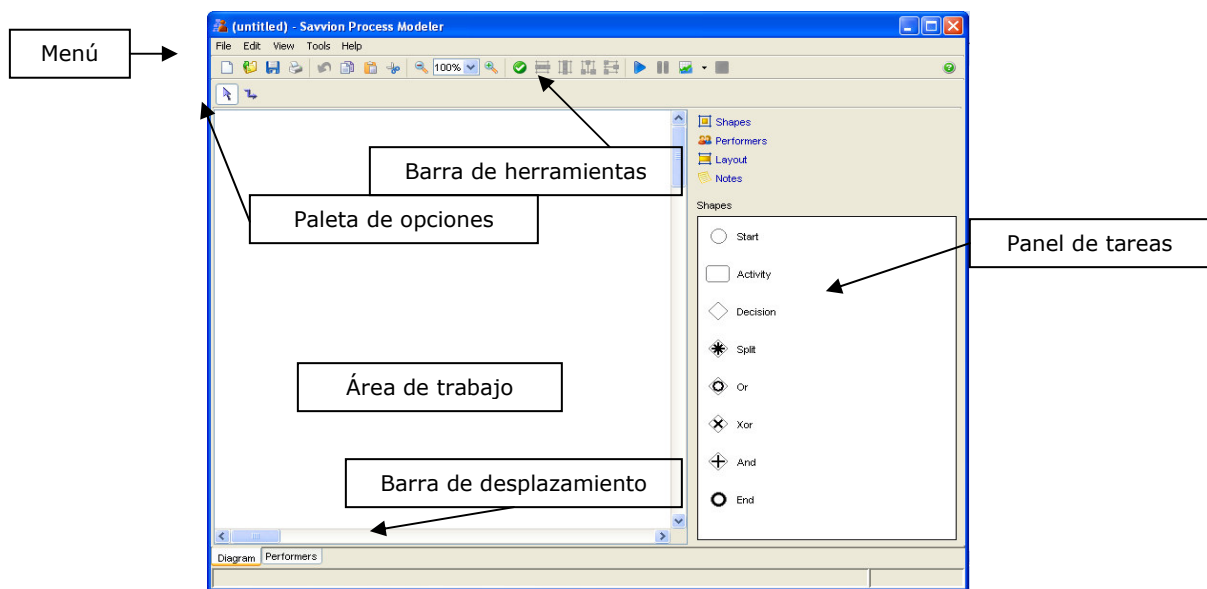 (untitled) - Savvion Process Modeler
File Edit View Tools Help
Menú
100%
Shapes
Performers
Layout
Notes
Barra de herramientas
Paleta de opciones
Shapes
Start
Panel de tareas
Activity
Decision
Split
Área de trabajo
Or
Xor
And
Barra de desplazamiento
End
Diagram Performers